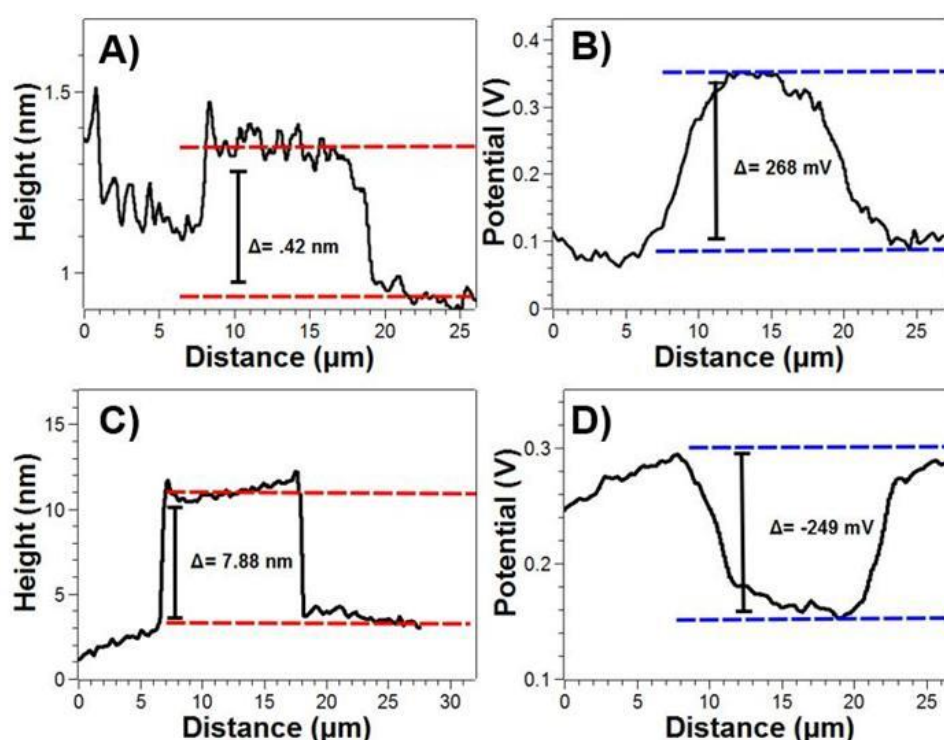 A)
Height (nm)
1.5
1
Δ= .42 nm
0 5 10 15 20 25
Distance (μm)
B)
Potential (V)
0.4
0.3
0.2
0.1
0
Δ= 268 mV
0 5 10 15 20 25
Distance (μm)
C)
Height (nm)
15
10
5
0
Δ= 7.88 nm
0 5 10 15 20 25 30
Distance (μm)
D)
Potential (V)
0.3
0.2
0.1
Δ= -249 mV
0 5 10 15 20 25
Distance (μm)